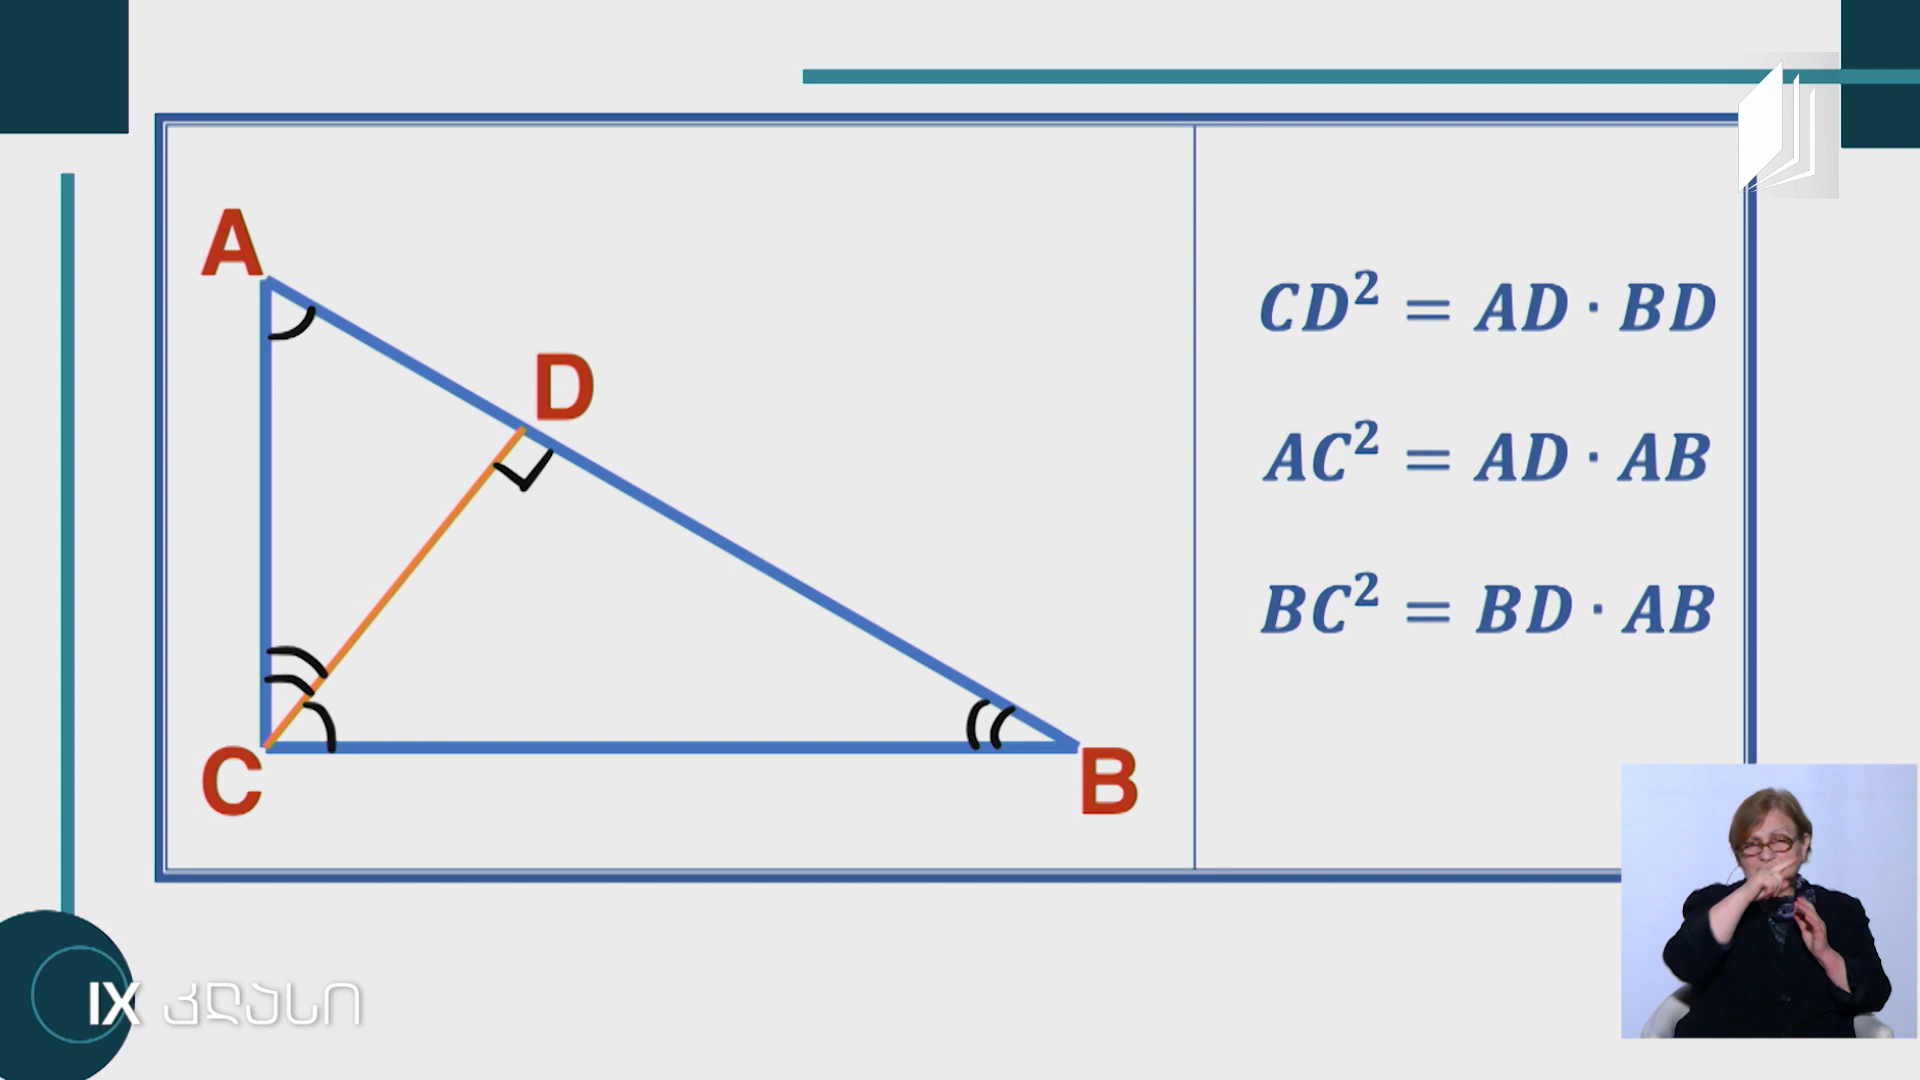 A
D
C
B
CD² = AD · BD
AC² = AD · AB
BC² = BD · AB
IX კლასი